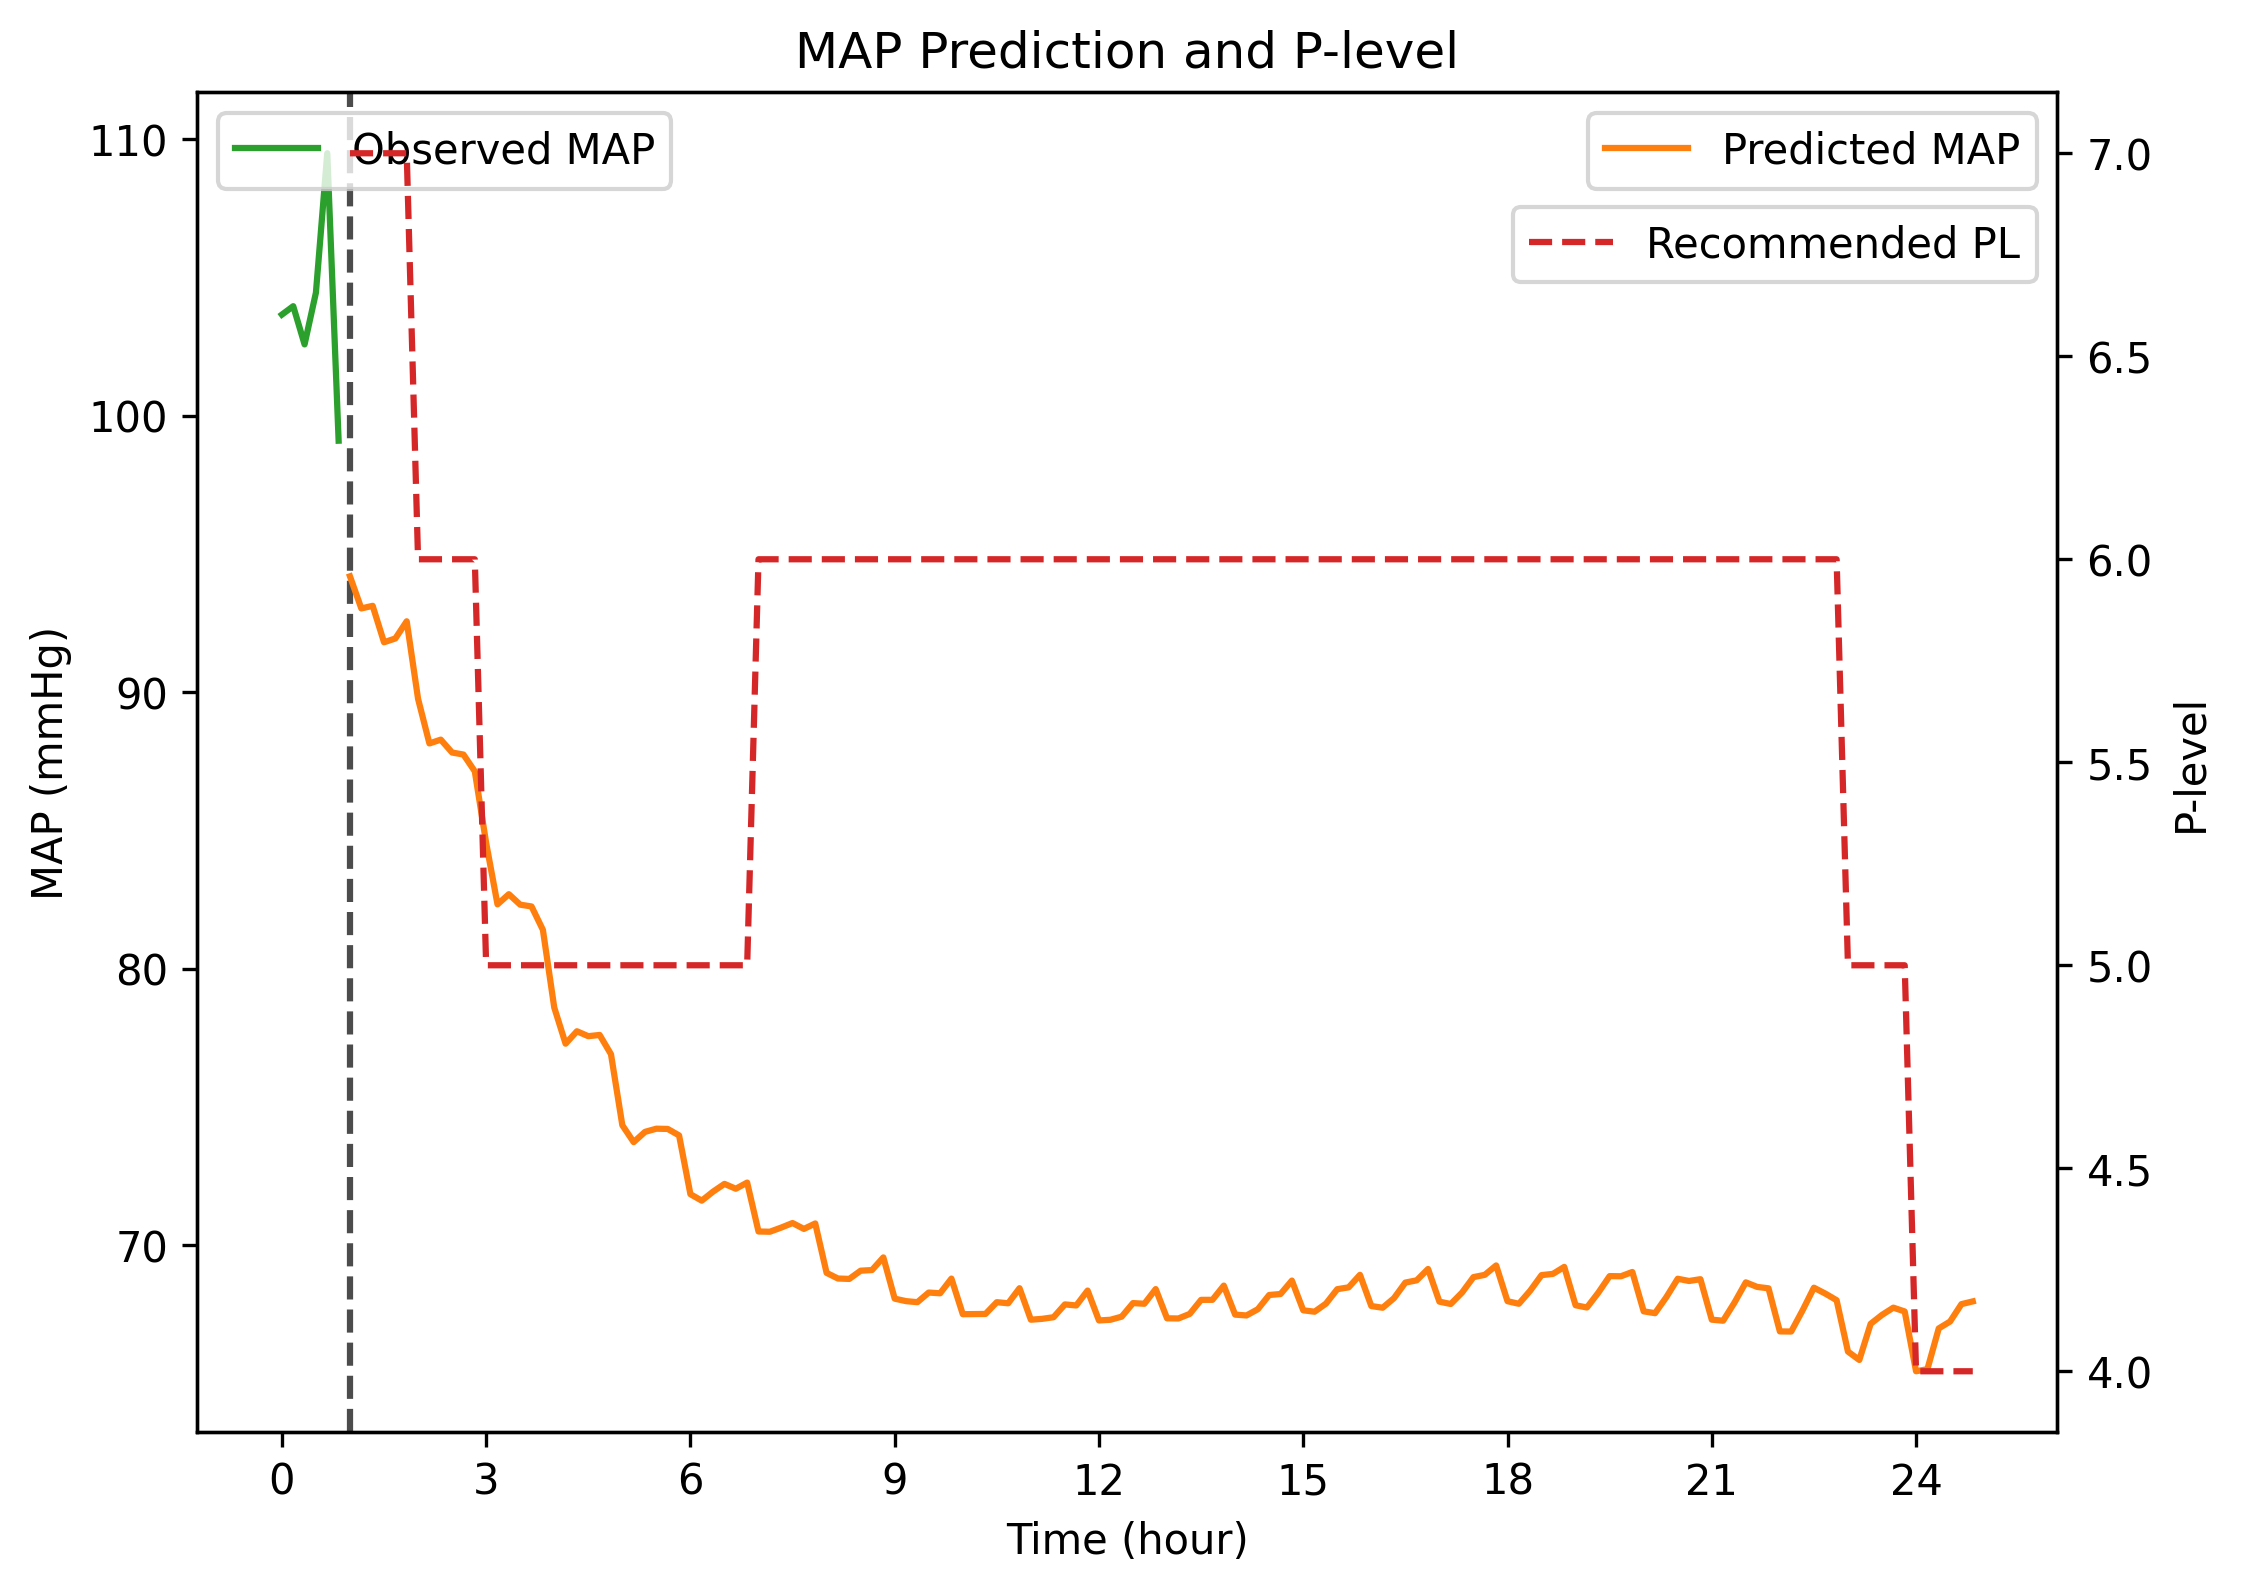 MAP Prediction and P-level
Observed MAP
Predicted MAP
Recommended PL
110
100
90
80
70
MAP (mmHg)
7.0
6.5
6.0
5.5
5.0
4.5
4.0
P-level
0 3 6 9 12 15 18 21 24
Time (hour)